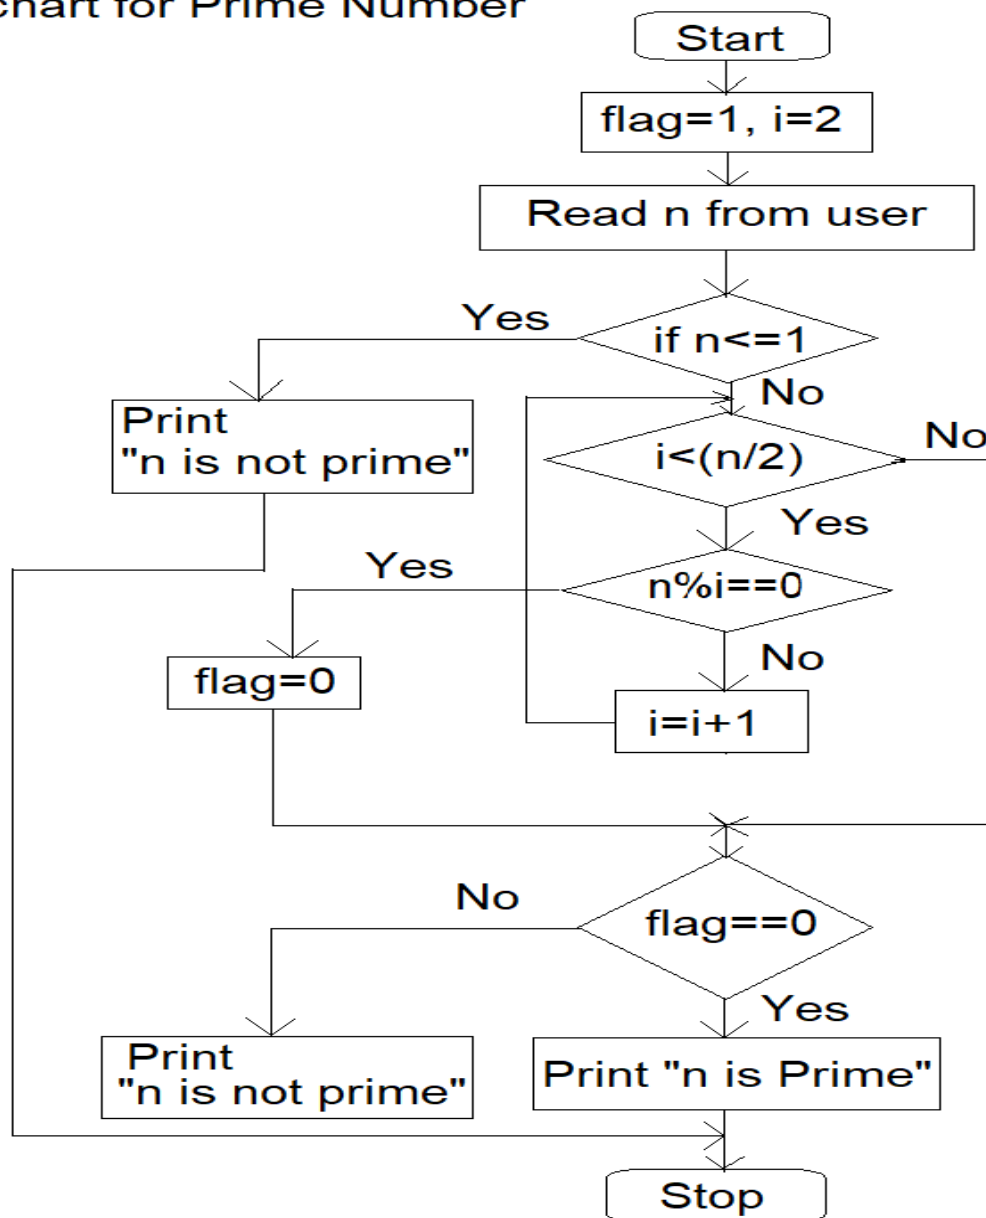 chart for Prime Number
Start
flag=1, i=2
Read n from user
if n<=1
Yes
No
Print
"n is not prime"
i<(n/2)
No
Yes
n%i==0
Yes
No
flag=0
i=i+1
flag==0
No
Yes
Print
"n is not prime"
Print "n is Prime"
Stop